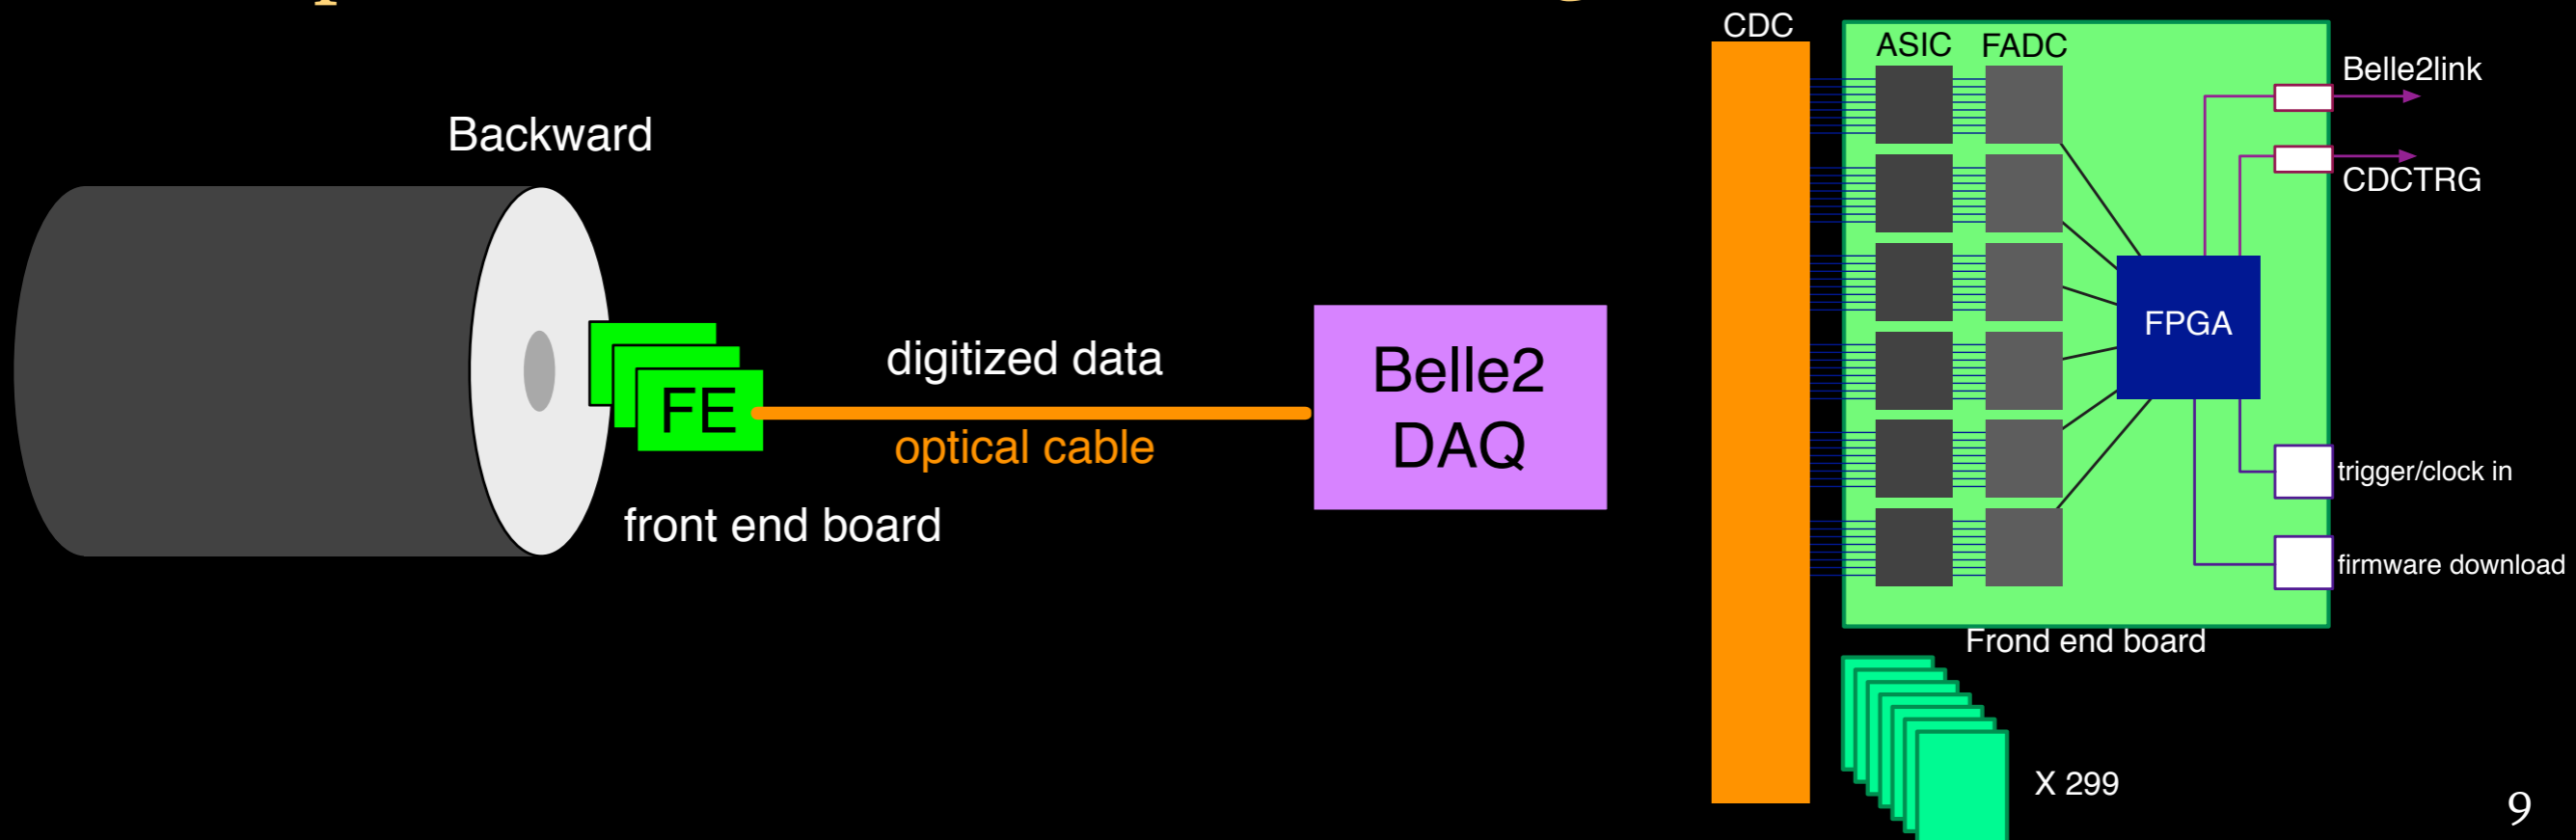 Backward
FE
front end board
digitized data
optical cable
Belle2
DAQ
CDC
ASIC FADC
Belle2link
CDCTRG
FPGA
trigger/clock in
firmware download
Frond end board
X 299
9